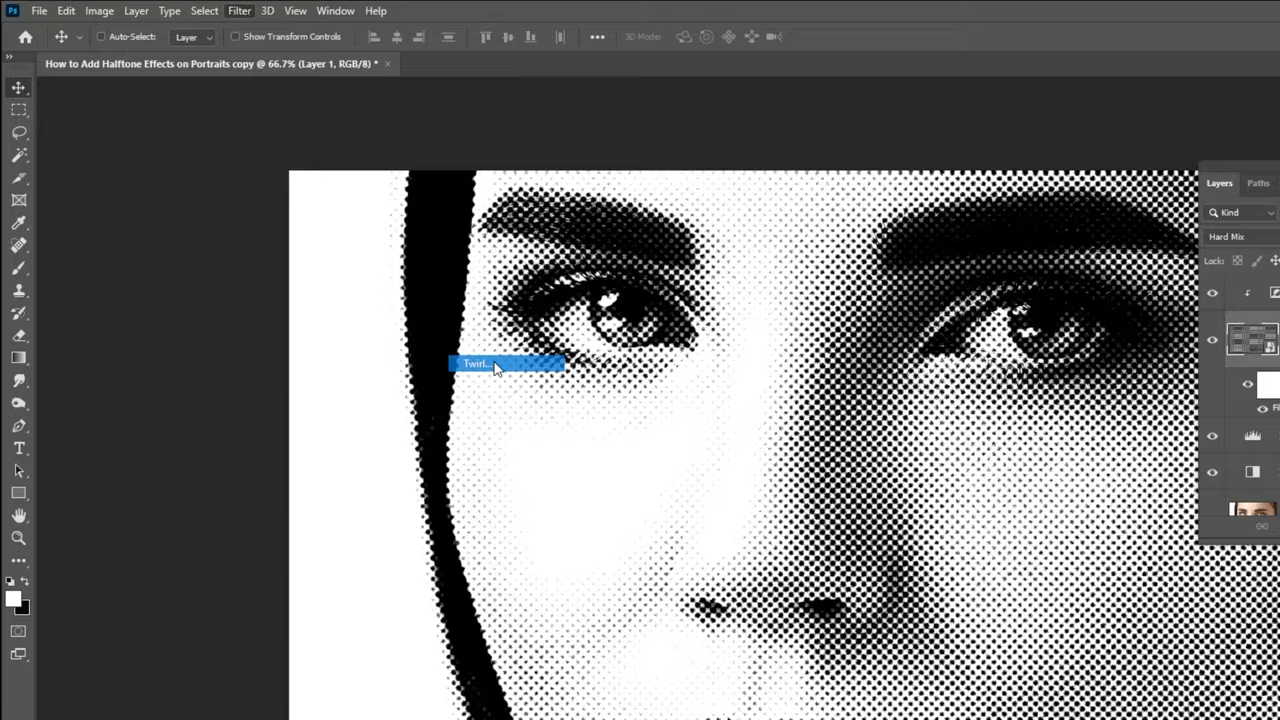 Ps File Edit Image Layer Type Select Filter 3D View Window Help
Auto-Select: Layer Show Transform Controls 3D Mode:
How to Add Halftone Effects on Portraits copy @ 66.7% (Layer 1, RGB/8) * ×
Layers Paths
Kind
Hard Mix
Lock:
Twirl...
T